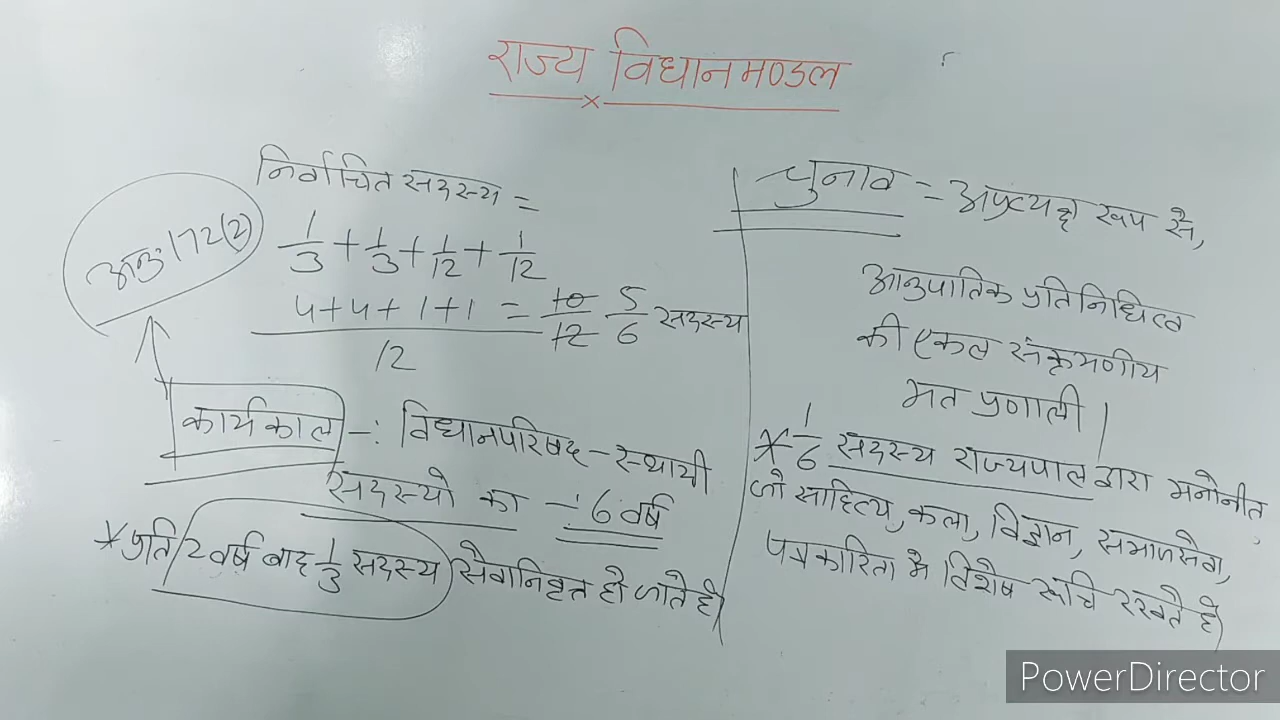 राज्य विधानमण्डल
निर्वाचित सदस्य =
अनु. 172(2)
1/3 + 1/3 + 1/12 + 1/12
4+4+1+1 / 12 = 10/12 5/6 सदस्य
कार्यकाल -: विधानपरिषद - स्थायी
सदस्यो का -: 6 वर्ष
* प्रति 2 वर्ष बाद 1/3 सदस्य सेवानिवृत्त हो जाते है।
चुनाव = अप्रत्यक्ष रूप से,
आनुपातिक प्रतिनिधित्व
की एकल संक्रमणीय
मत प्रणाली।
* 1/6 सदस्य राज्यपाल द्वारा मनोनीत,
जो साहित्य, कला, विज्ञान, समाजसेवा,
पत्रकारिता मे विशेष रूचि रखते हो
PowerDirector